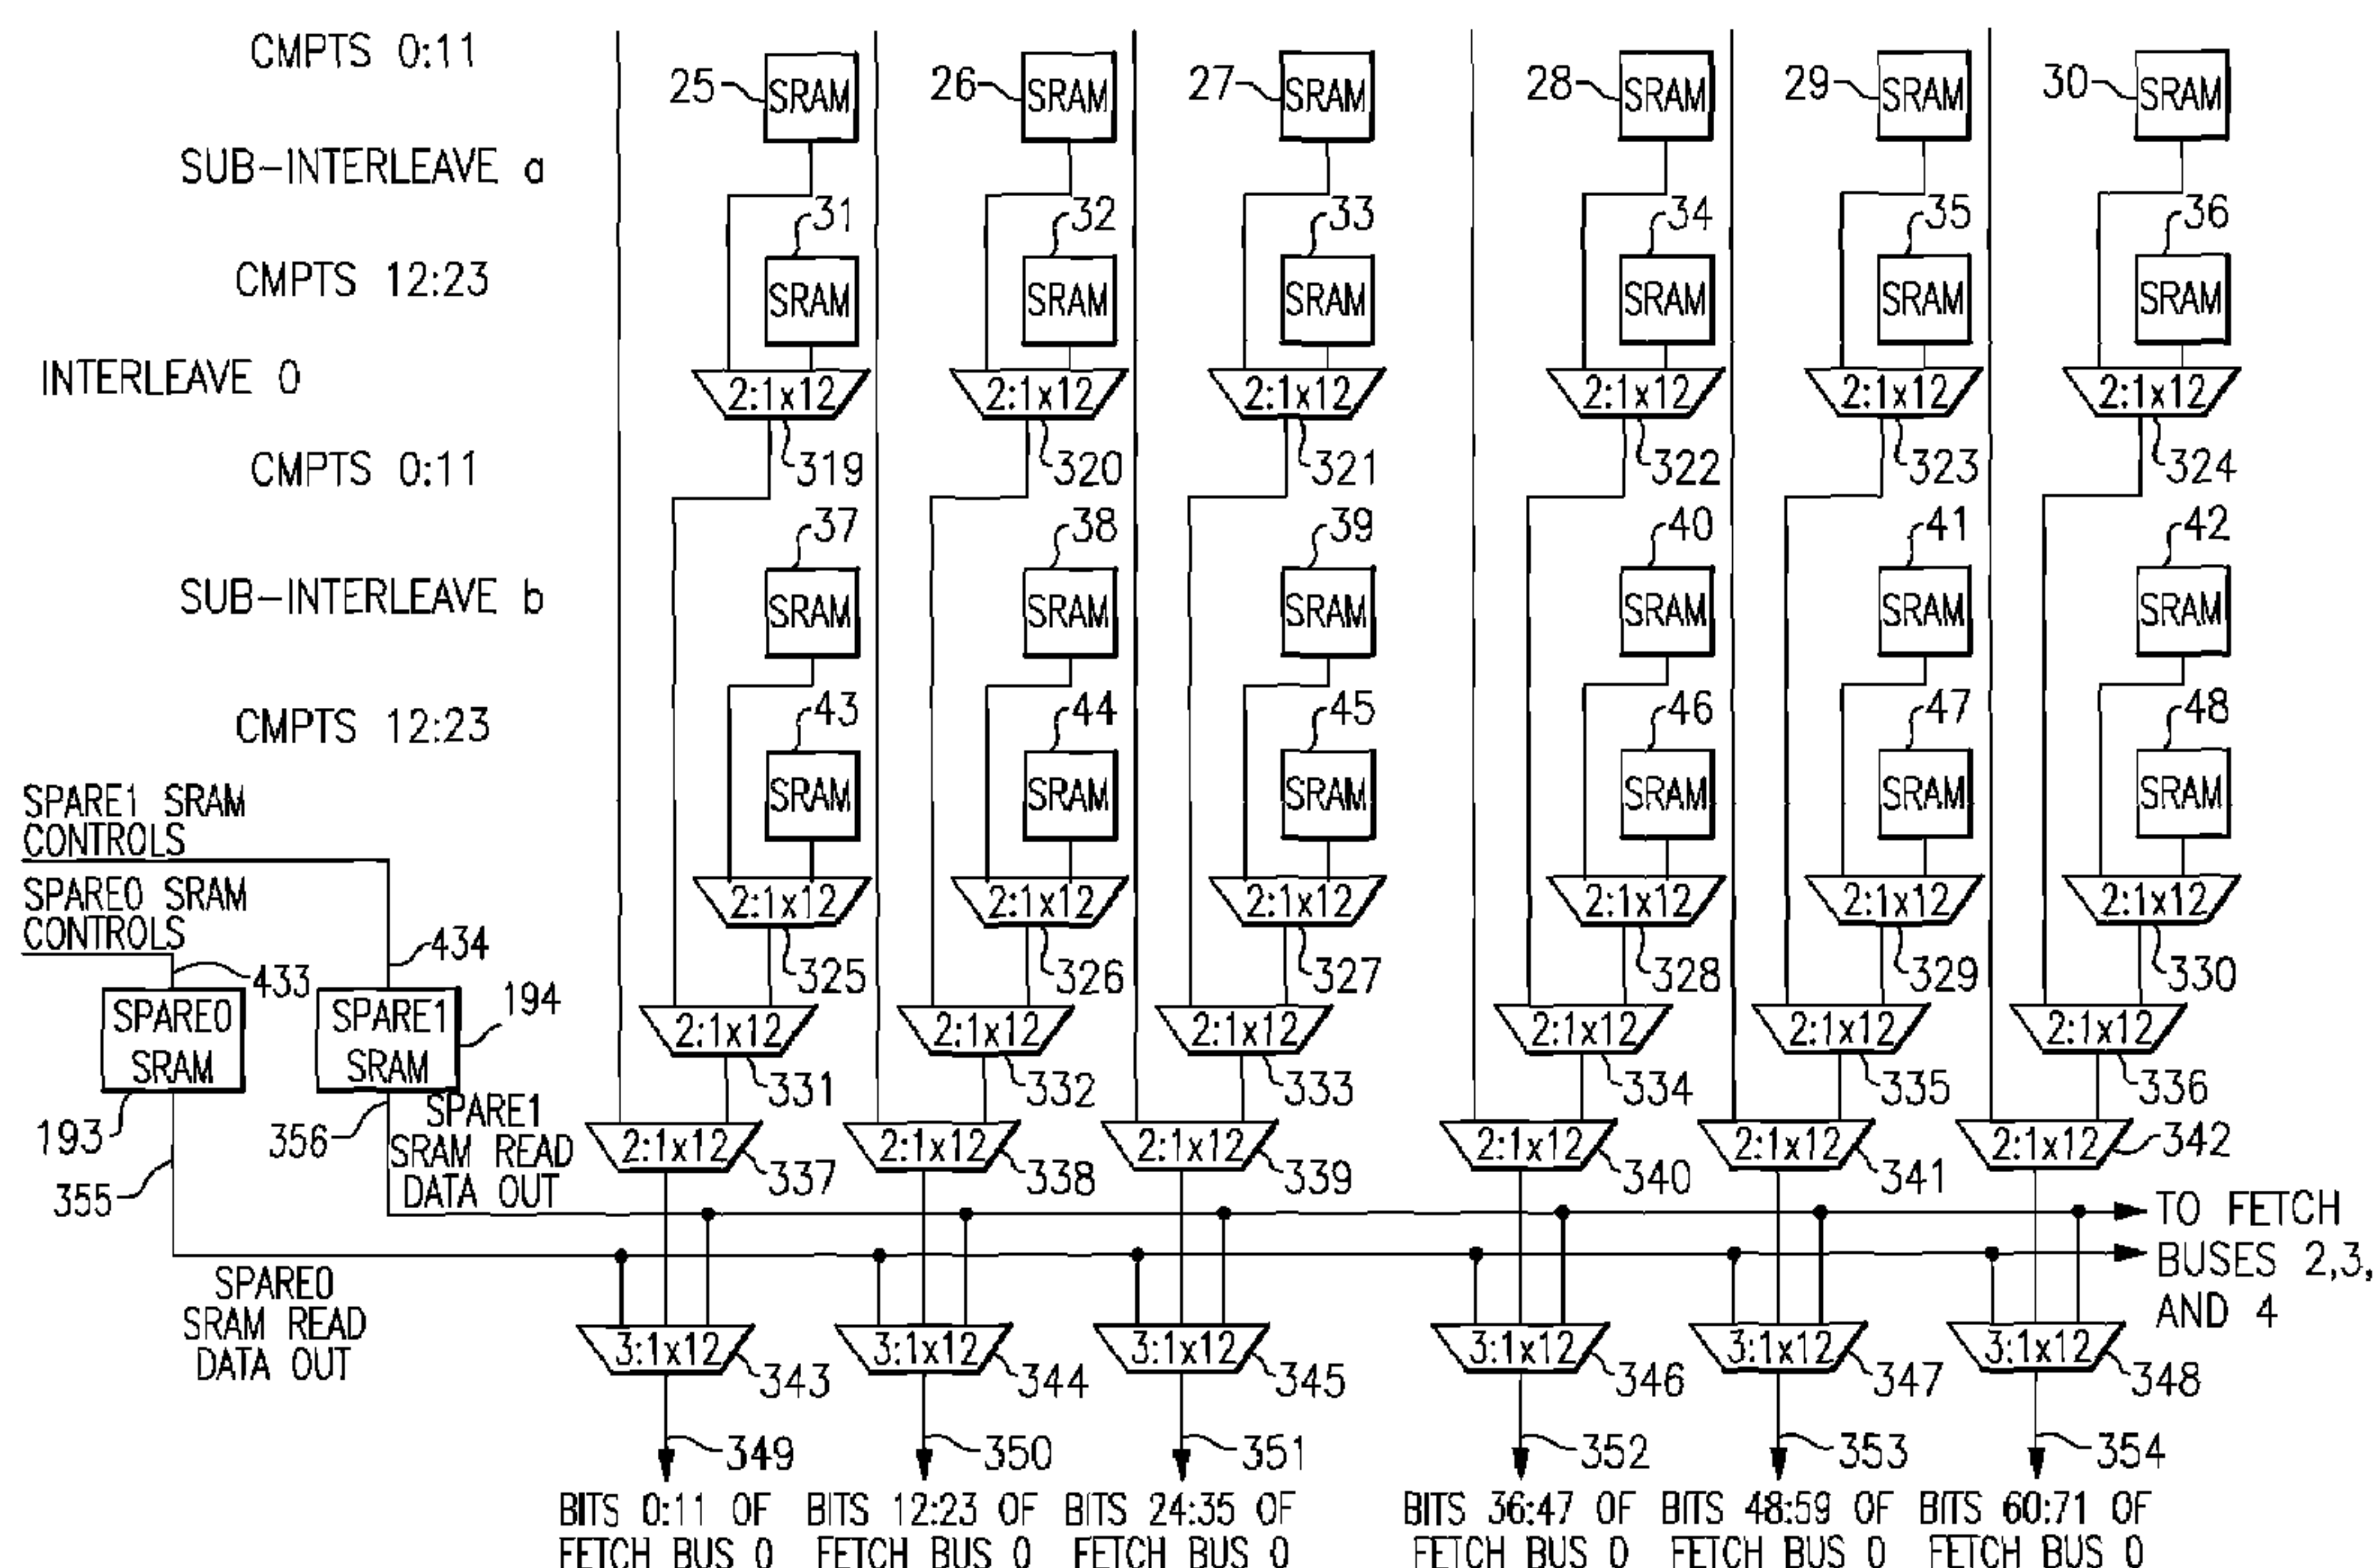 CMPTS 0:11
25 SRAM 26 SRAM 27 SRAM 28 SRAM 29 SRAM 30 SRAM
SUB-INTERLEAVE a
31 32 33 34 35 36
CMPTS 12:23
SRAM SRAM SRAM SRAM SRAM SRAM
INTERLEAVE 0
2:1x12 2:1x12 2:1x12 2:1x12 2:1x12 2:1x12
CMPTS 0:11
319 320 321 322 323 324
37 38 39 40 41 42
SUB-INTERLEAVE b
SRAM SRAM SRAM SRAM SRAM SRAM
CMPTS 12:23
43 44 45 46 47 48
SRAM SRAM SRAM SRAM SRAM SRAM
SPARE1 SRAM
CONTROLS
SPARE0 SRAM
CONTROLS
2:1x12 2:1x12 2:1x12 2:1x12 2:1x12 2:1x12
434
433
325 326 327 328 329 330
SPARE0
SRAM
SPARE1
SRAM
194
2:1x12 2:1x12 2:1x12 2:1x12 2:1x12 2:1x12
331 332 333 334 335 336
193
356
SPARE1
SRAM READ
DATA OUT
2:1x12 2:1x12 2:1x12 2:1x12 2:1x12 2:1x12
337 338 339 340 341 342
355
TO FETCH
BUSES 2,3,
AND 4
SPARE0
SRAM READ
DATA OUT
3:1x12 3:1x12 3:1x12 3:1x12 3:1x12 3:1x12
343 344 345 346 347 348
349 350 351 352 353 354
BITS 0:11 OF BITS 12:23 OF BITS 24:35 OF BITS 36:47 OF BITS 48:59 OF BITS 60:71 OF
FETCH BUS 0 FETCH BUS 0 FETCH BUS 0 FETCH BUS 0 FETCH BUS 0 FETCH BUS 0